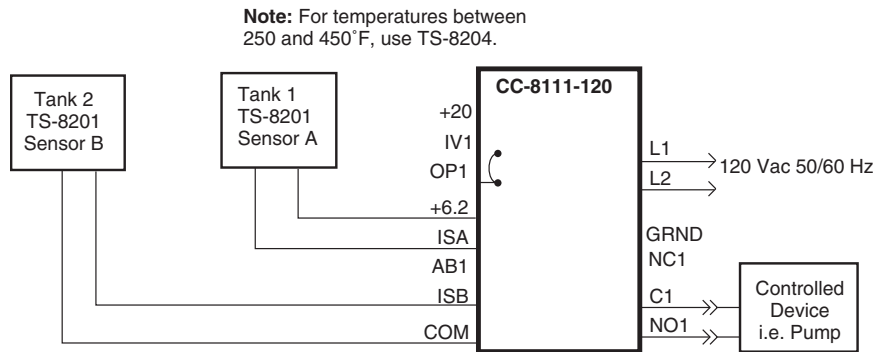 Note: For temperatures between
250 and 450˚F, use TS-8204.
Tank 2
TS-8201
Sensor B
Tank 1
TS-8201
Sensor A
CC-8111-120
+20
IV1
OP1
+6.2
ISA
AB1
ISB
COM
L1
L2
120 Vac 50/60 Hz
GRND
NC1
C1
NO1
Controlled
Device
i.e. Pump